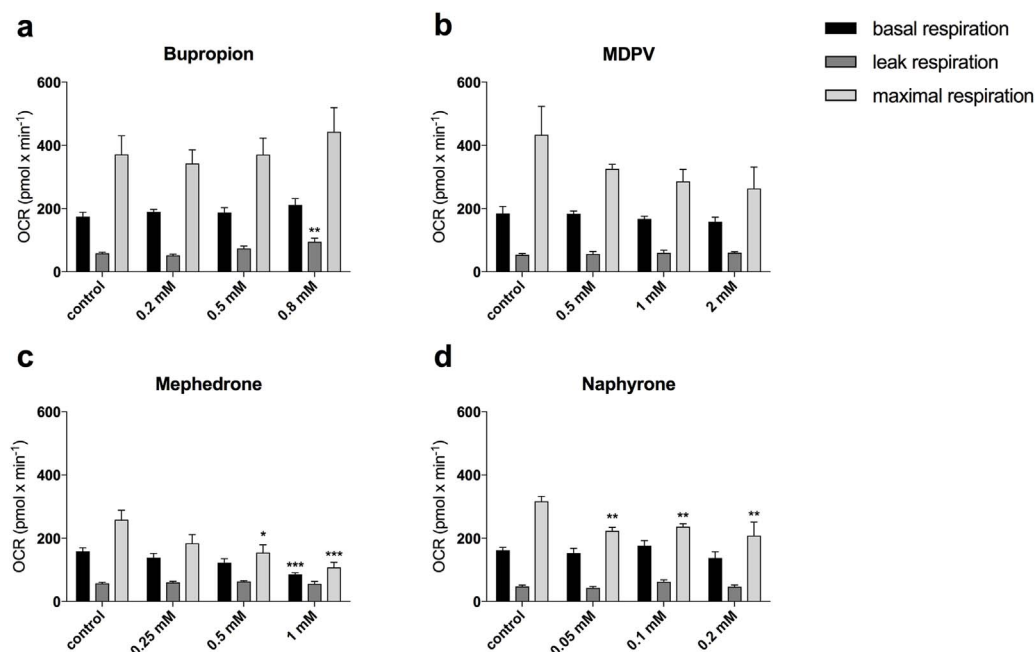 a
Bupropion
600
400
200
0
OCR (pmol x min⁻¹)
**
control
0.2 mM
0.5 mM
0.8 mM
b
MDPV
600
400
200
0
OCR (pmol x min⁻¹)
control
0.5 mM
1 mM
2 mM
basal respiration
leak respiration
maximal respiration
c
Mephedrone
600
400
200
0
OCR (pmol x min⁻¹)
*
***
***
control
0.25 mM
0.5 mM
1 mM
d
Naphyrone
600
400
200
0
OCR (pmol x min⁻¹)
**
**
**
control
0.05 mM
0.1 mM
0.2 mM